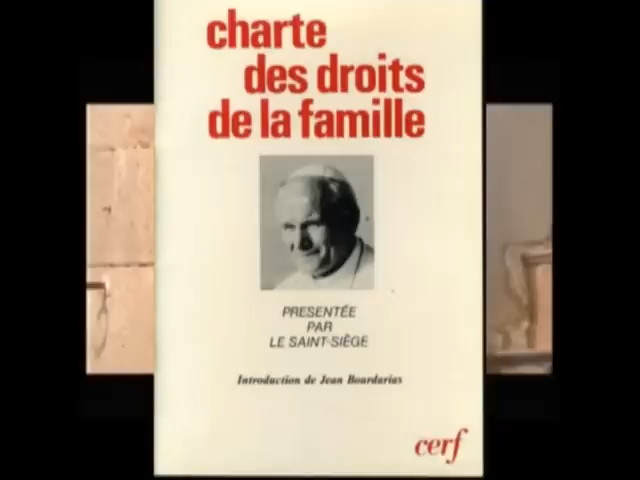 charte
des droits
de la famille
PRESENTÉE
PAR
LE SAINT-SIÈGE
Introduction de Jean Bourdarias
cerf